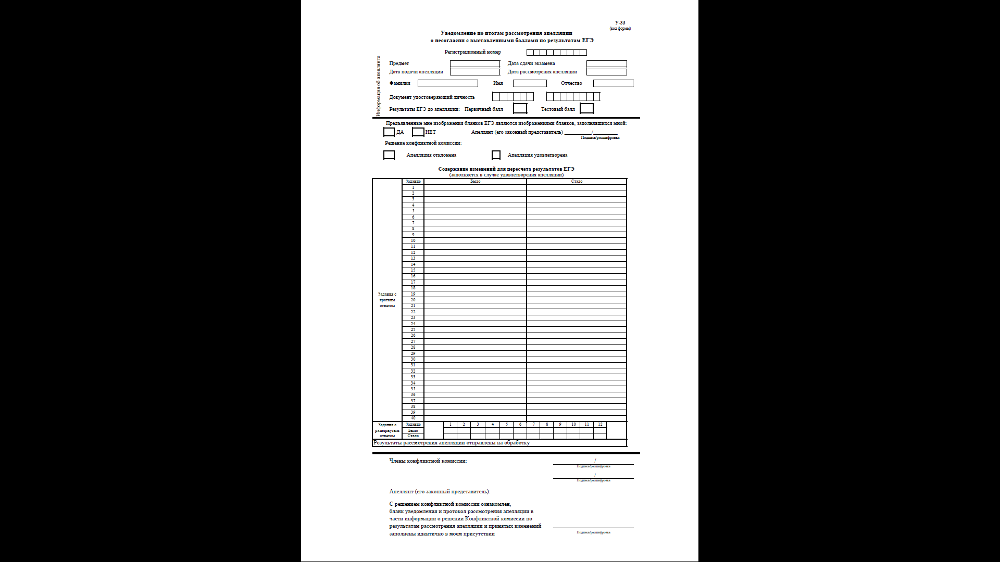 У-33
(код формы)
Уведомление по итогам рассмотрения апелляции
о несогласии с выставленными баллами по результатам ЕГЭ
Регистрационный номер
Информация об апеллянте
Предмет Дата сдачи экзамена
Дата подачи апелляции Дата рассмотрения апелляции
Фамилия Имя Отчество
Документ удостоверяющий личность
Результаты ЕГЭ до апелляции: Первичный балл Тестовый балл
Предъявленные мне изображения бланков ЕГЭ являются изображениями бланков, заполнявшихся мной:
ДА НЕТ Апеллянт (его законный представитель) __________/_________
Подпись/расшифровка
Решение конфликтной комиссии:
Апелляция отклонена Апелляция удовлетворена
Содержание изменений для пересчета результатов ЕГЭ
(заполняется в случае удовлетворения апелляции)
Задание Было Стало
1
2
3
4
5
6
7
8
9
10
11
12
13
14
15
16
17
18
19
20
21
22
23
24
25
26
27
28
29
30
31
32
33
34
35
36
37
38
39
40
Задания с
кратким
ответом
Задания с
развернутым
ответом
Задание 1 2 3 4 5 6 7 8 9 10 11 12
Было
Стало
Результаты рассмотрения апелляции отправлены на обработку
Члены конфликтной комиссии: /
Подпись/расшифровка
/
Подпись/расшифровка
Апеллянт (его законный представитель):
С решением конфликтной комиссии ознакомлен,
бланк уведомления и протокол рассмотрения апелляции в
части информации о решении Конфликтной комиссии по
результатам рассмотрения апелляции и принятых изменений
заполнены идентично в моем присутствии
Подпись/расшифровка